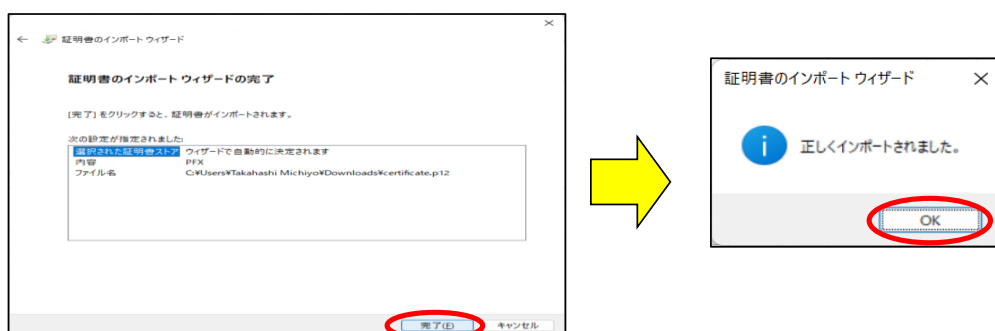 証明書のインポート ウィザード
証明書のインポート ウィザードの完了
[完了] をクリックすると、証明書がインポートされます。
次の設定が指定されました:
選択された証明書ストア ウィザードで自動的に決定されます
内容 PFX
ファイル名 C:¥Users¥Takahashi Michiyo¥Downloads¥certificate.p12
完了(F) キャンセル
証明書のインポート ウィザード
正しくインポートされました。
OK